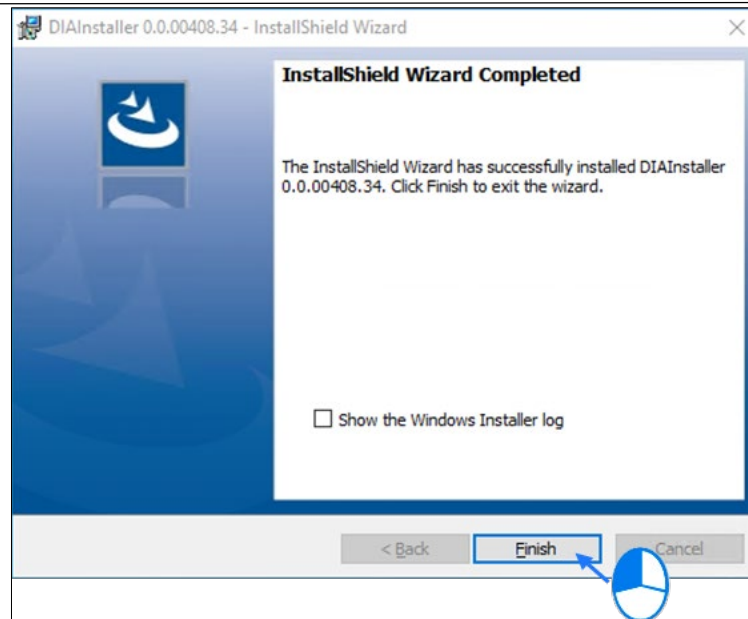 DIAInstaller 0.0.00408.34 - InstallShield Wizard
InstallShield Wizard Completed
The InstallShield Wizard has successfully installed DIAInstaller
0.0.00408.34. Click Finish to exit the wizard.
Show the Windows Installer log
< Back
Finish
Cancel